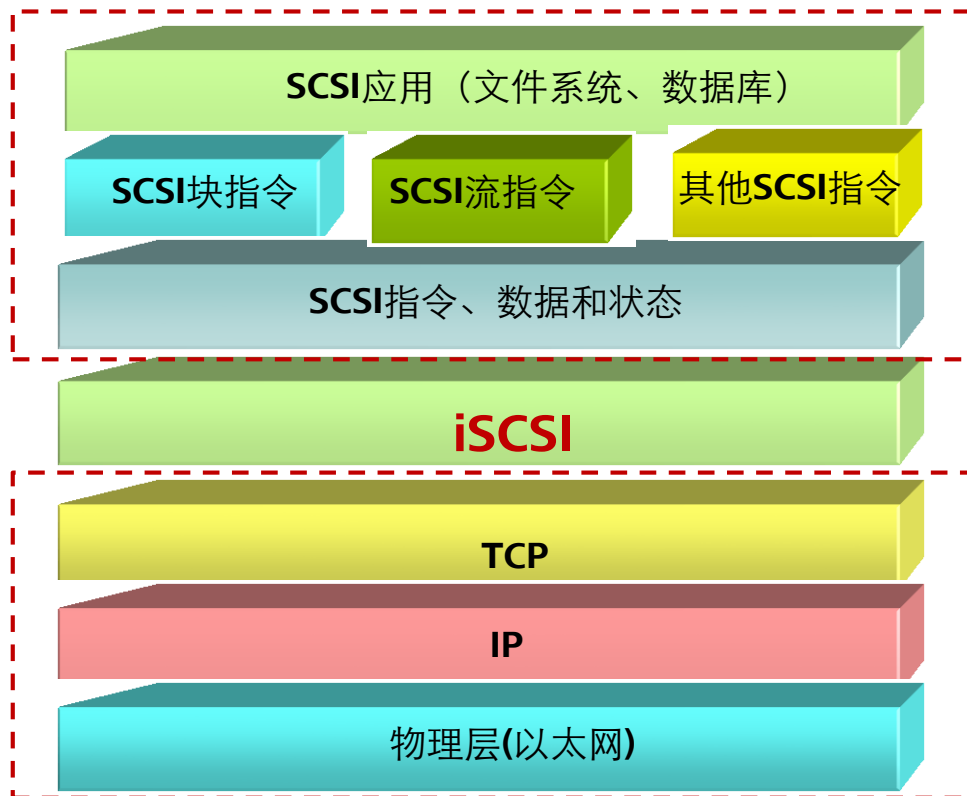 SCSI应用（文件系统、数据库）
SCSI块指令
SCSI流指令
其他SCSI指令
SCSI指令、数据和状态
iSCSI
TCP
IP
物理层(以太网)